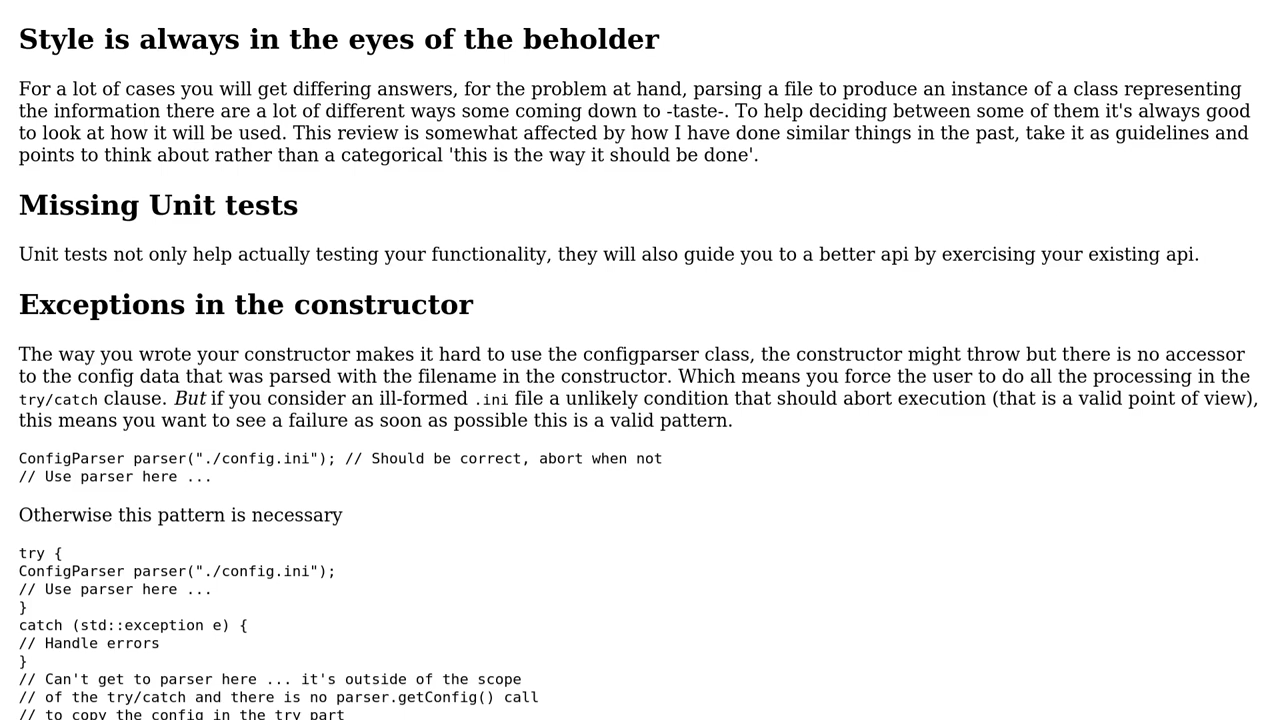 Style is always in the eyes of the beholder
For a lot of cases you will get differing answers, for the problem at hand, parsing a file to produce an instance of a class representing
the information there are a lot of different ways some coming down to -taste-. To help deciding between some of them it's always good
to look at how it will be used. This review is somewhat affected by how I have done similar things in the past, take it as guidelines and
points to think about rather than a categorical 'this is the way it should be done'.
Missing Unit tests
Unit tests not only help actually testing your functionality, they will also guide you to a better api by exercising your existing api.
Exceptions in the constructor
The way you wrote your constructor makes it hard to use the configparser class, the constructor might throw but there is no accessor
to the config data that was parsed with the filename in the constructor. Which means you force the user to do all the processing in the
try/catch clause. But if you consider an ill-formed .ini file a unlikely condition that should abort execution (that is a valid point of view),
this means you want to see a failure as soon as possible this is a valid pattern.
ConfigParser parser("./config.ini"); // Should be correct, abort when not
// Use parser here ...
Otherwise this pattern is necessary
try {
ConfigParser parser("./config.ini");
// Use parser here ...
}
catch (std::exception e) {
// Handle errors
}
// Can't get to parser here ... it's outside of the scope
// of the try/catch and there is no parser.getConfig() call
// to copy the config in the try part